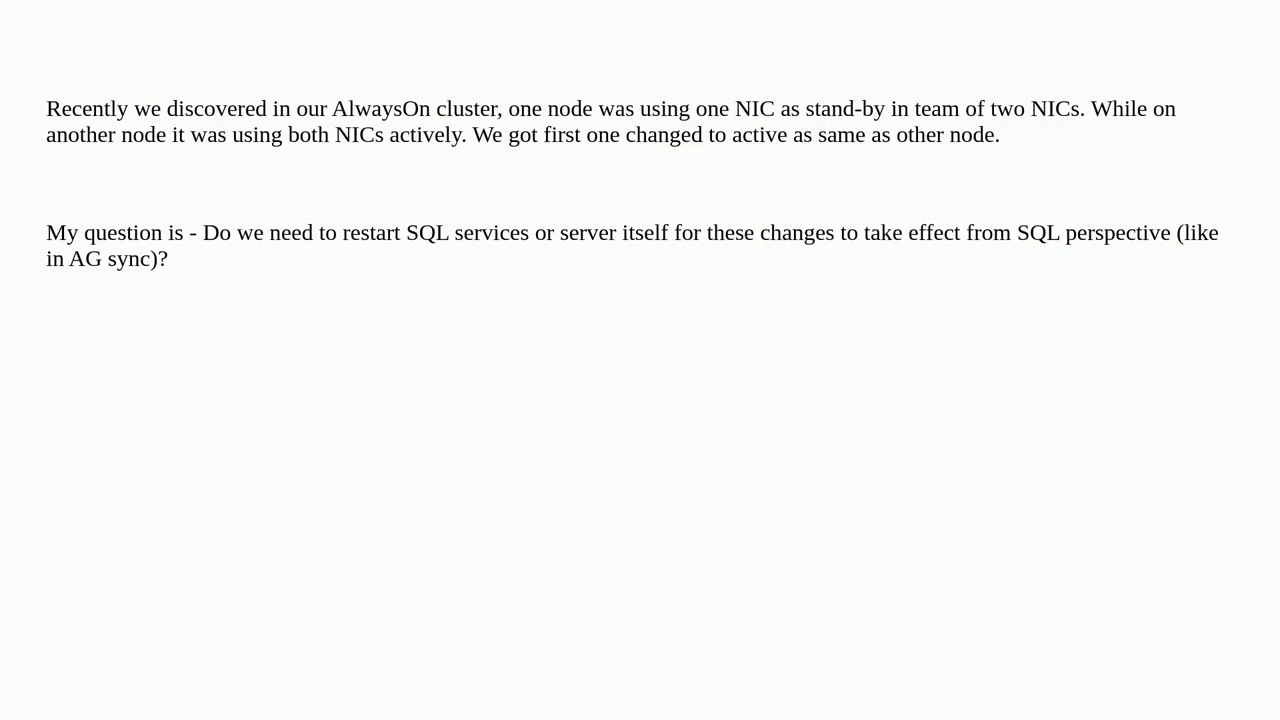 Recently we discovered in our AlwaysOn cluster, one node was using one NIC as stand-by in team of two NICs. While on
another node it was using both NICs actively. We got first one changed to active as same as other node.
My question is - Do we need to restart SQL services or server itself for these changes to take effect from SQL perspective (like
in AG sync)?